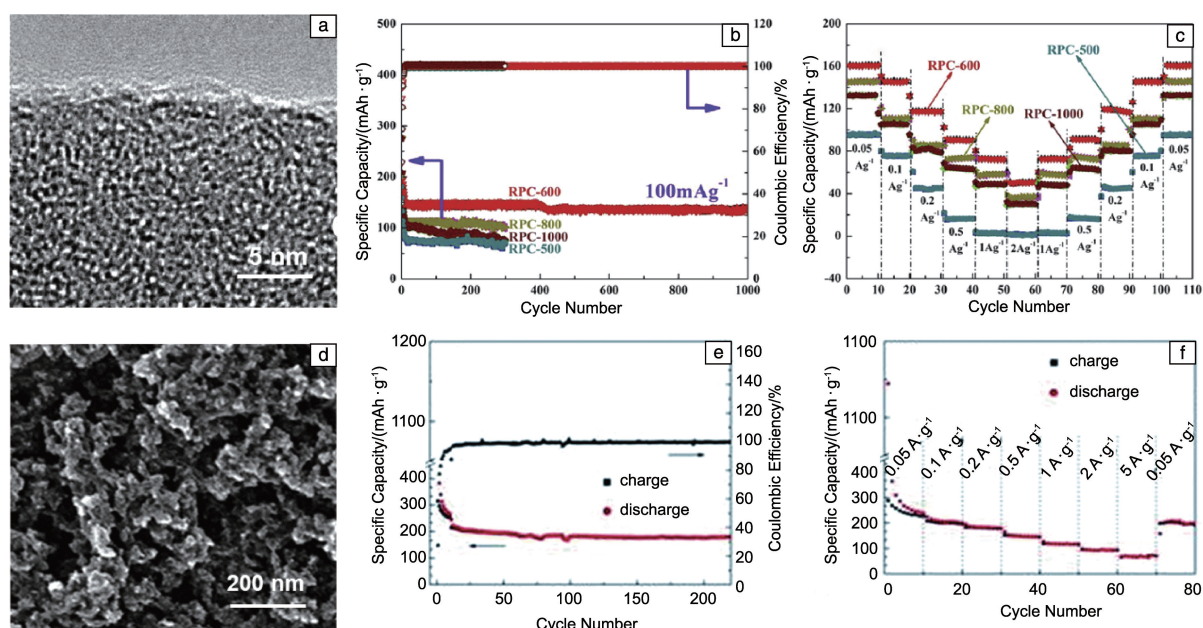 a
5 nm
b
500
400
300
200
100
0
120
100
80
60
40
20
0
Specific Capacity/(mAh · g⁻¹)
Coulombic Efficiency/%
RPC-600
100mAg⁻¹
RPC-800
RPC-1000
RPC-500
0 200 400 600 800 1000
Cycle Number
c
RPC-500
160
120
80
40
0
-40
Specific Capacity/(mAh · g⁻¹)
RPC-600
RPC-800
RPC-1000
0.05
Ag⁻¹
0.1
Ag⁻¹
0.2
Ag⁻¹
0.5
Ag⁻¹
1Ag⁻¹
2Ag⁻¹
1Ag⁻¹
0.5
Ag⁻¹
0.2
Ag⁻¹
0.1
Ag⁻¹
0.05
Ag⁻¹
0 10 20 30 40 50 60 70 80 90 100 110
Cycle Number
d
200 nm
e
1200
1100
400
300
200
100
0
160
140
120
100
80
60
40
20
0
Specific Capacity/(mAh · g⁻¹)
Coulombic Efficiency/%
charge
discharge
0 50 100 150 200
Cycle Number
f
1100
1100
400
300
200
100
0
Specific Capacity/(mAh · g⁻¹)
charge
discharge
0.05 A·g⁻¹
0.1 A·g⁻¹
0.2 A·g⁻¹
0.5 A·g⁻¹
1 A·g⁻¹
2 A·g⁻¹
5 A·g⁻¹
0.05 A·g⁻¹
0 20 40 60 80
Cycle Number